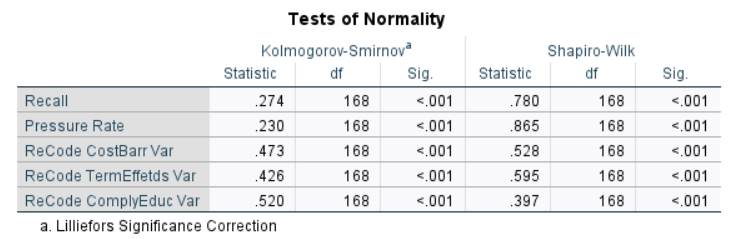 Tests of Normality
Kolmogorov-Smirnovª Shapiro-Wilk
Statistic df Sig. Statistic df Sig.
Recall .274 168 <.001 .780 168 <.001
Pressure Rate .230 168 <.001 .865 168 <.001
ReCode CostBarr Var .473 168 <.001 .528 168 <.001
ReCode TermEffetds Var .426 168 <.001 .595 168 <.001
ReCode ComplyEduc Var .520 168 <.001 .397 168 <.001
a. Lilliefors Significance Correction